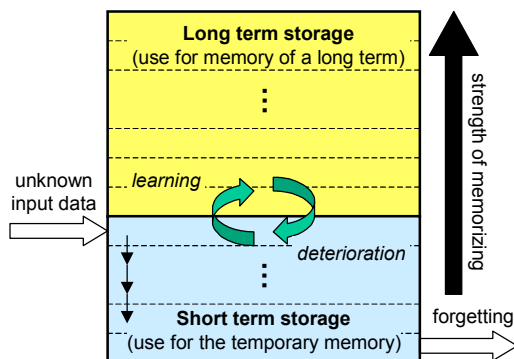 Long term storage
(use for memory of a long term)
strength of memorizing
unknown
input data
learning
deterioration
forgetting
Short term storage
(use for the temporary memory)